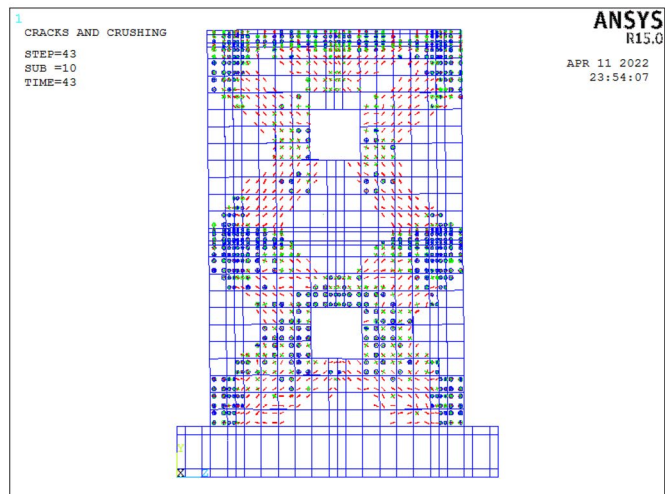 1
CRACKS AND CRUSHING
STEP=43
SUB =10
TIME=43
ANSYS
R15.0
APR 11 2022
23:54:07
Y
X Z